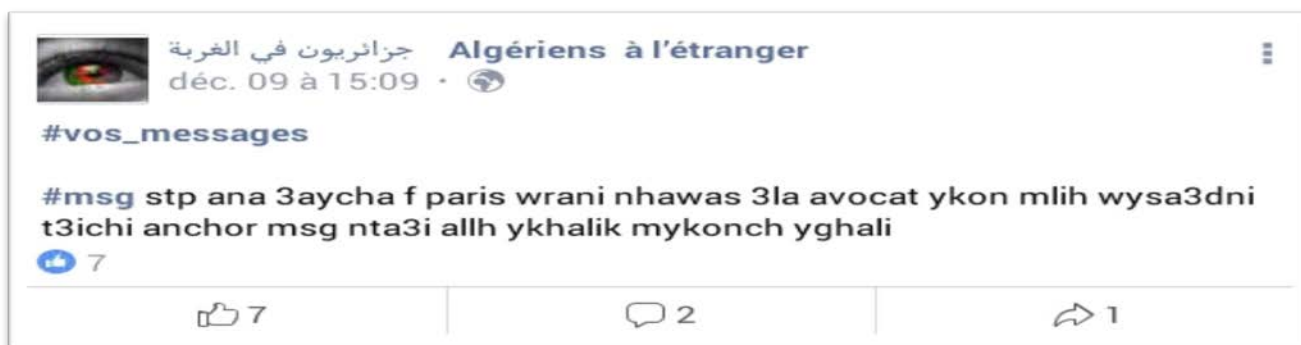 جزائريون في الغربة Algériens à l'étranger
déc. 09 à 15:09 ·
#vos_messages
#msg stp ana 3aycha f paris wrani nhawas 3la avocat ykon mlih wysa3dni
t3ichi anchor msg nta3i allh ykhalik mykonch yghali
7
7 2 1